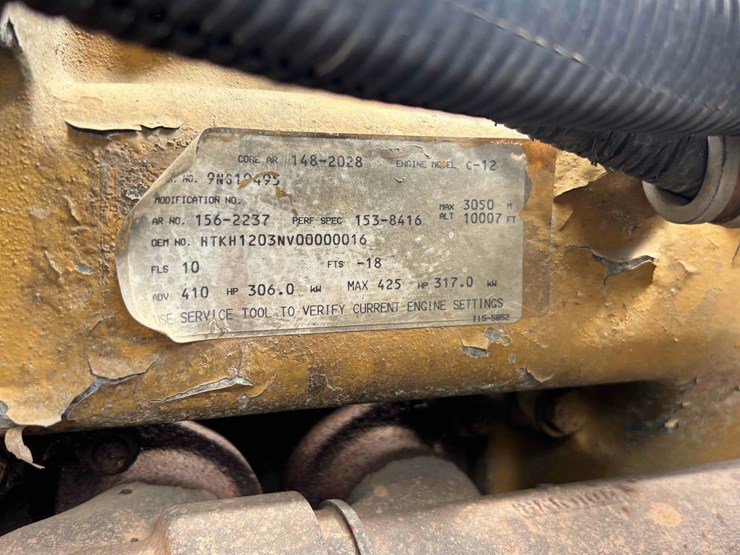 CORE AR 148-2028 ENGINE MODEL C-12
NO. 9NS19495
MODIFICATION NO.
AR NO. 156-2237 PERF SPEC 153-8416 MAX ALT 3050 M 10007 FT
OEM NO. HTKH1203NV00000016
FLS 10 FTS -18
ADV 410 HP 306.0 kW MAX 425 HP 317.0 kW
USE SERVICE TOOL TO VERIFY CURRENT ENGINE SETTINGS
115-5852